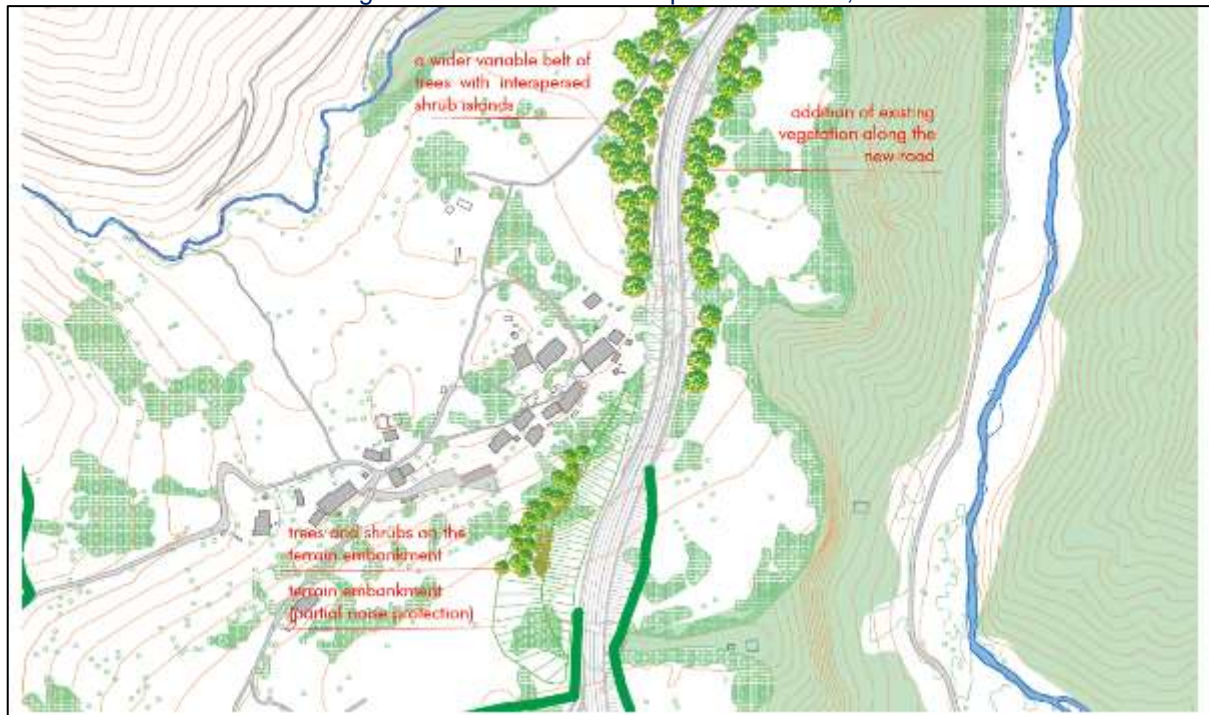 a wider variable belt of
trees with interspersed
shrub islands
addition of existing
vegetation along the
new road
trees and shrubs on the
terrain embankment
terrain embankment
(partial noise protection)